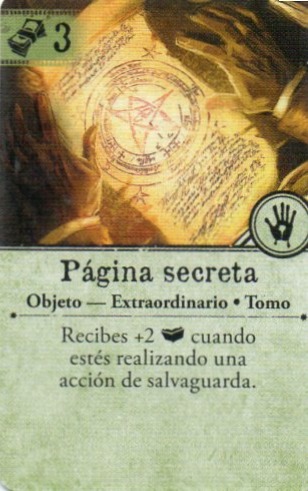 3
Página secreta
Objeto — Extraordinario • Tomo
Recibes +2 cuando
estés realizando una
acción de salvaguarda.